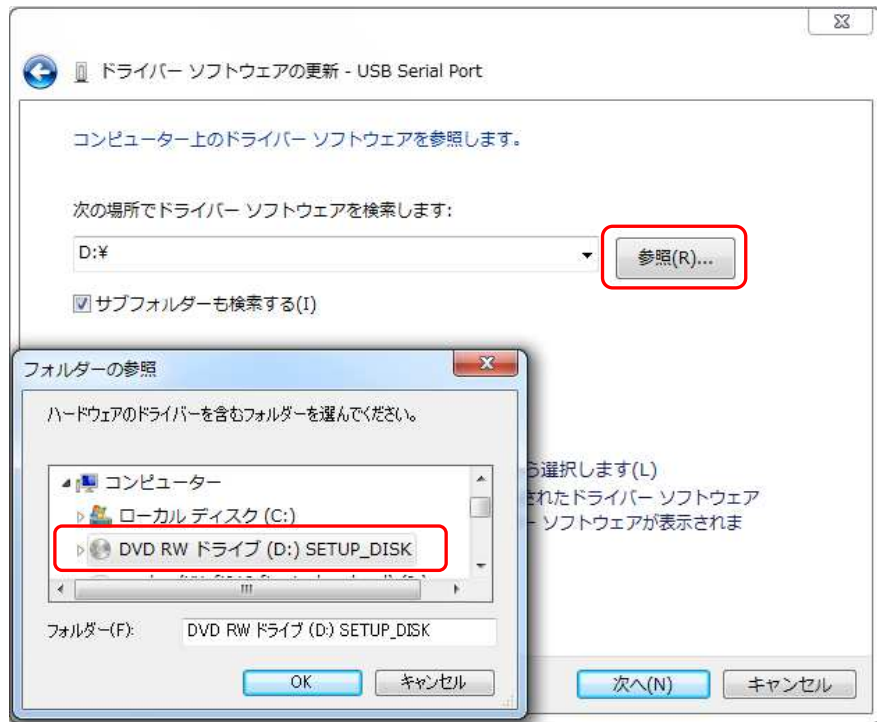 ドライバー ソフトウェアの更新 - USB Serial Port
コンピューター上のドライバー ソフトウェアを参照します。
次の場所でドライバー ソフトウェアを検索します:
D:¥
参照(R)...
サブフォルダーも検索する(I)
フォルダーの参照
ハードウェアのドライバーを含むフォルダーを選んでください。
コンピューター
ローカル ディスク (C:)
DVD RW ドライブ (D:) SETUP_DISK
フォルダー(F):
DVD RW ドライブ (D:) SETUP_DISK
OK
キャンセル
選択します(L)
れたドライバー ソフトウェア
ソフトウェアが表示されま
次へ(N)
キャンセル